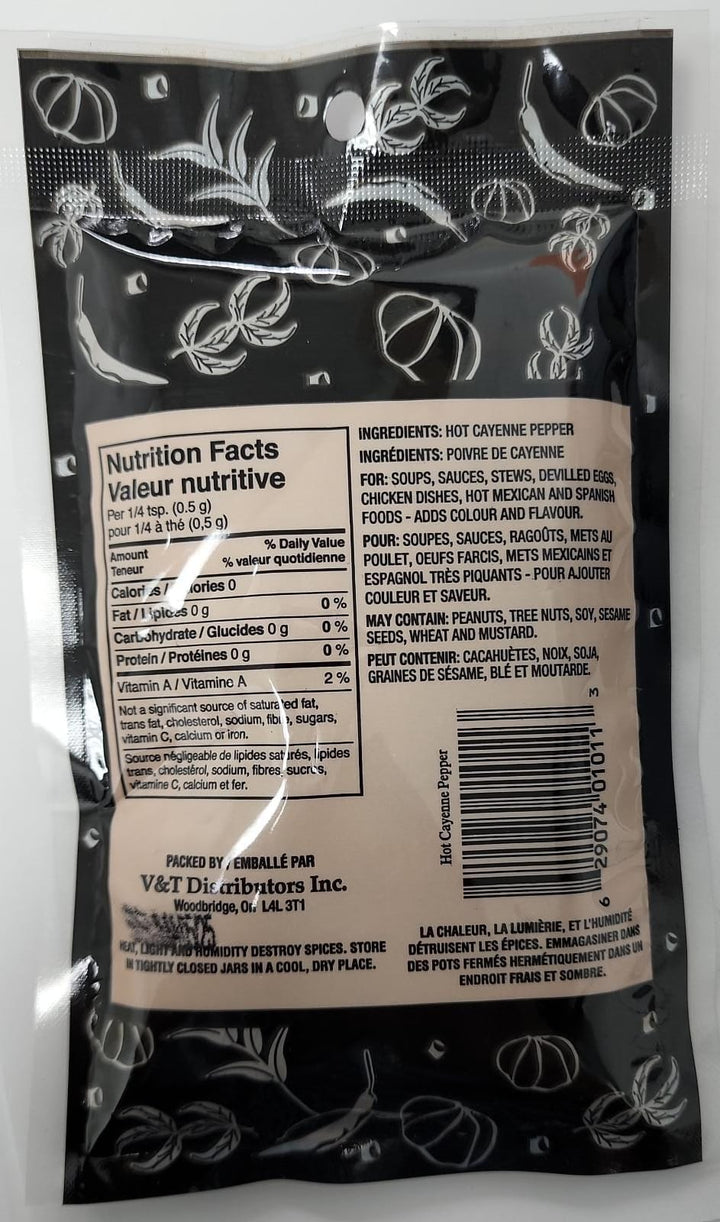 Nutrition Facts
Valeur nutritive
Per 1/4 tsp. (0.5 g)
pour 1/4 à thé (0,5 g)
Amount
Teneur
% Daily Value
% valeur quotidienne
Calories / Calories 0
Fat / Lipides 0 g 0 %
Carbohydrate / Glucides 0 g 0 %
Protein / Protéines 0 g 0 %
Vitamin A / Vitamine A 2 %
Not a significant source of saturated fat,
trans fat, cholesterol, sodium, fibre, sugars,
vitamin C, calcium or iron.
Source négligeable de lipides saturés, lipides
trans, cholestérol, sodium, fibres, sucres,
vitamine C, calcium et fer.
INGREDIENTS: HOT CAYENNE PEPPER
INGRÉDIENTS: POIVRE DE CAYENNE
FOR: SOUPS, SAUCES, STEWS, DEVILLED EGGS,
CHICKEN DISHES, HOT MEXICAN AND SPANISH
FOODS - ADDS COLOUR AND FLAVOUR.
POUR: SOUPES, SAUCES, RAGOÛTS, METS AU
POULET, OEUFS FARCIS, METS MEXICAINS ET
ESPAGNOL TRÈS PIQUANTS - POUR AJOUTER
COULEUR ET SAVEUR.
MAY CONTAIN: PEANUTS, TREE NUTS, SOY, SESAME
SEEDS, WHEAT AND MUSTARD.
PEUT CONTENIR: CACAHUÈTES, NOIX, SOJA,
GRAINES DE SÉSAME, BLÉ ET MOUTARDE.
Hot Cayenne Pepper
6 29074 01011 3
PACKED BY / EMBALLÉ PAR
V&T Distributors Inc.
Woodbridge, On L4L 3T1
HEAT, LIGHT AND HUMIDITY DESTROY SPICES. STORE
IN TIGHTLY CLOSED JARS IN A COOL, DRY PLACE.
LA CHALEUR, LA LUMIÈRIE, ET L'HUMIDITÉ
DÉTRUISENT LES ÉPICES. EMMAGASINER DANS
DES POTS FERMÉS HERMÉTIQUEMENT DANS UN
ENDROIT FRAIS ET SOMBRE.